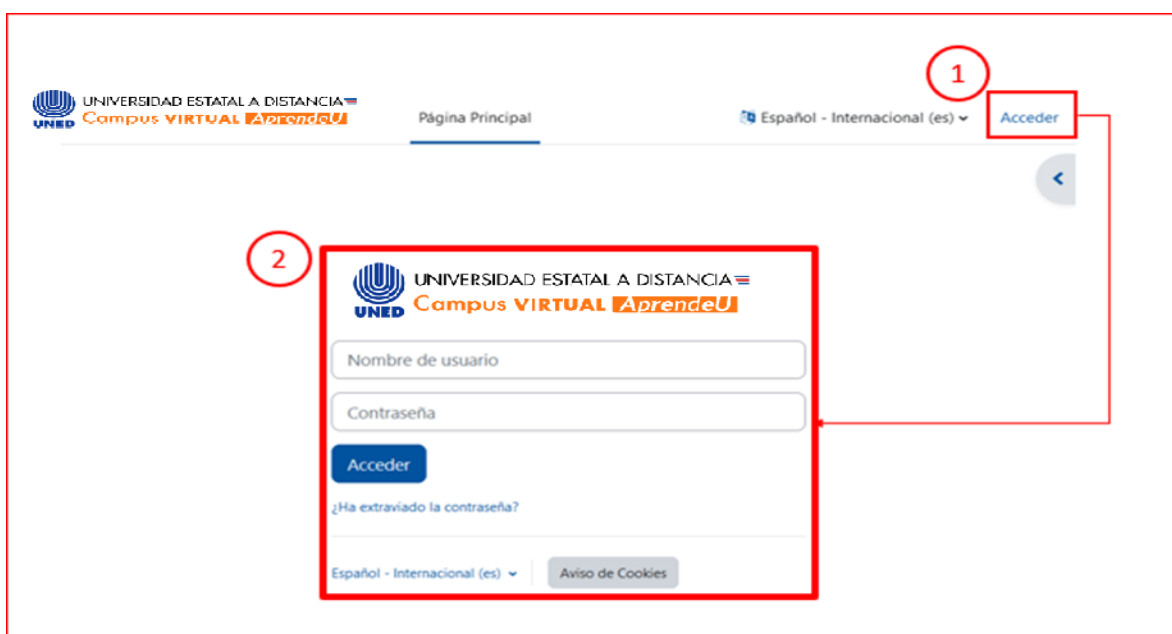 1
UNED
UNIVERSIDAD ESTATAL A DISTANCIA
Campus VIRTUAL AprendeU
Página Principal
Español - Internacional (es)
Acceder
2
UNED
UNIVERSIDAD ESTATAL A DISTANCIA
Campus VIRTUAL AprendeU
Nombre de usuario
Contraseña
Acceder
¿Ha extraviado la contraseña?
Español - Internacional (es)
Aviso de Cookies